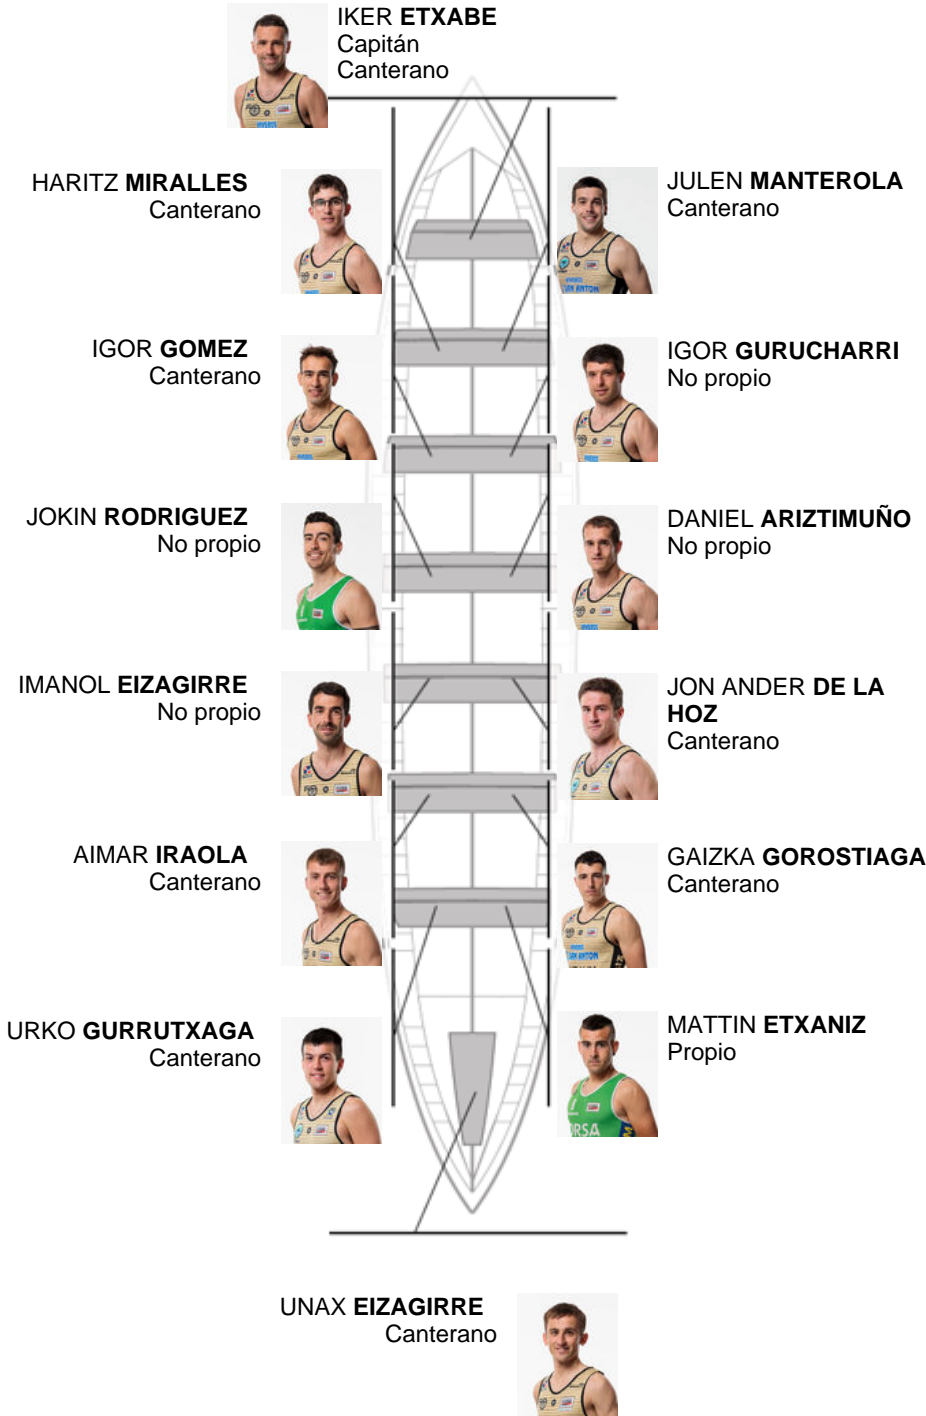 IKER ETXABE
Capitán
Canterano
HARITZ MIRALLES
Canterano
JULEN MANTEROLA
Canterano
IGOR GOMEZ
Canterano
IGOR GURUCHARRI
No propio
JOKIN RODRIGUEZ
No propio
DANIEL ARIZTIMUÑO
No propio
IMANOL EIZAGIRRE
No propio
JON ANDER DE LA
HOZ
Canterano
AIMAR IRAOLA
Canterano
GAIZKA GOROSTIAGA
Canterano
URKO GURRUTXAGA
Canterano
MATTIN ETXANIZ
Propio
UNAX EIZAGIRRE
Canterano